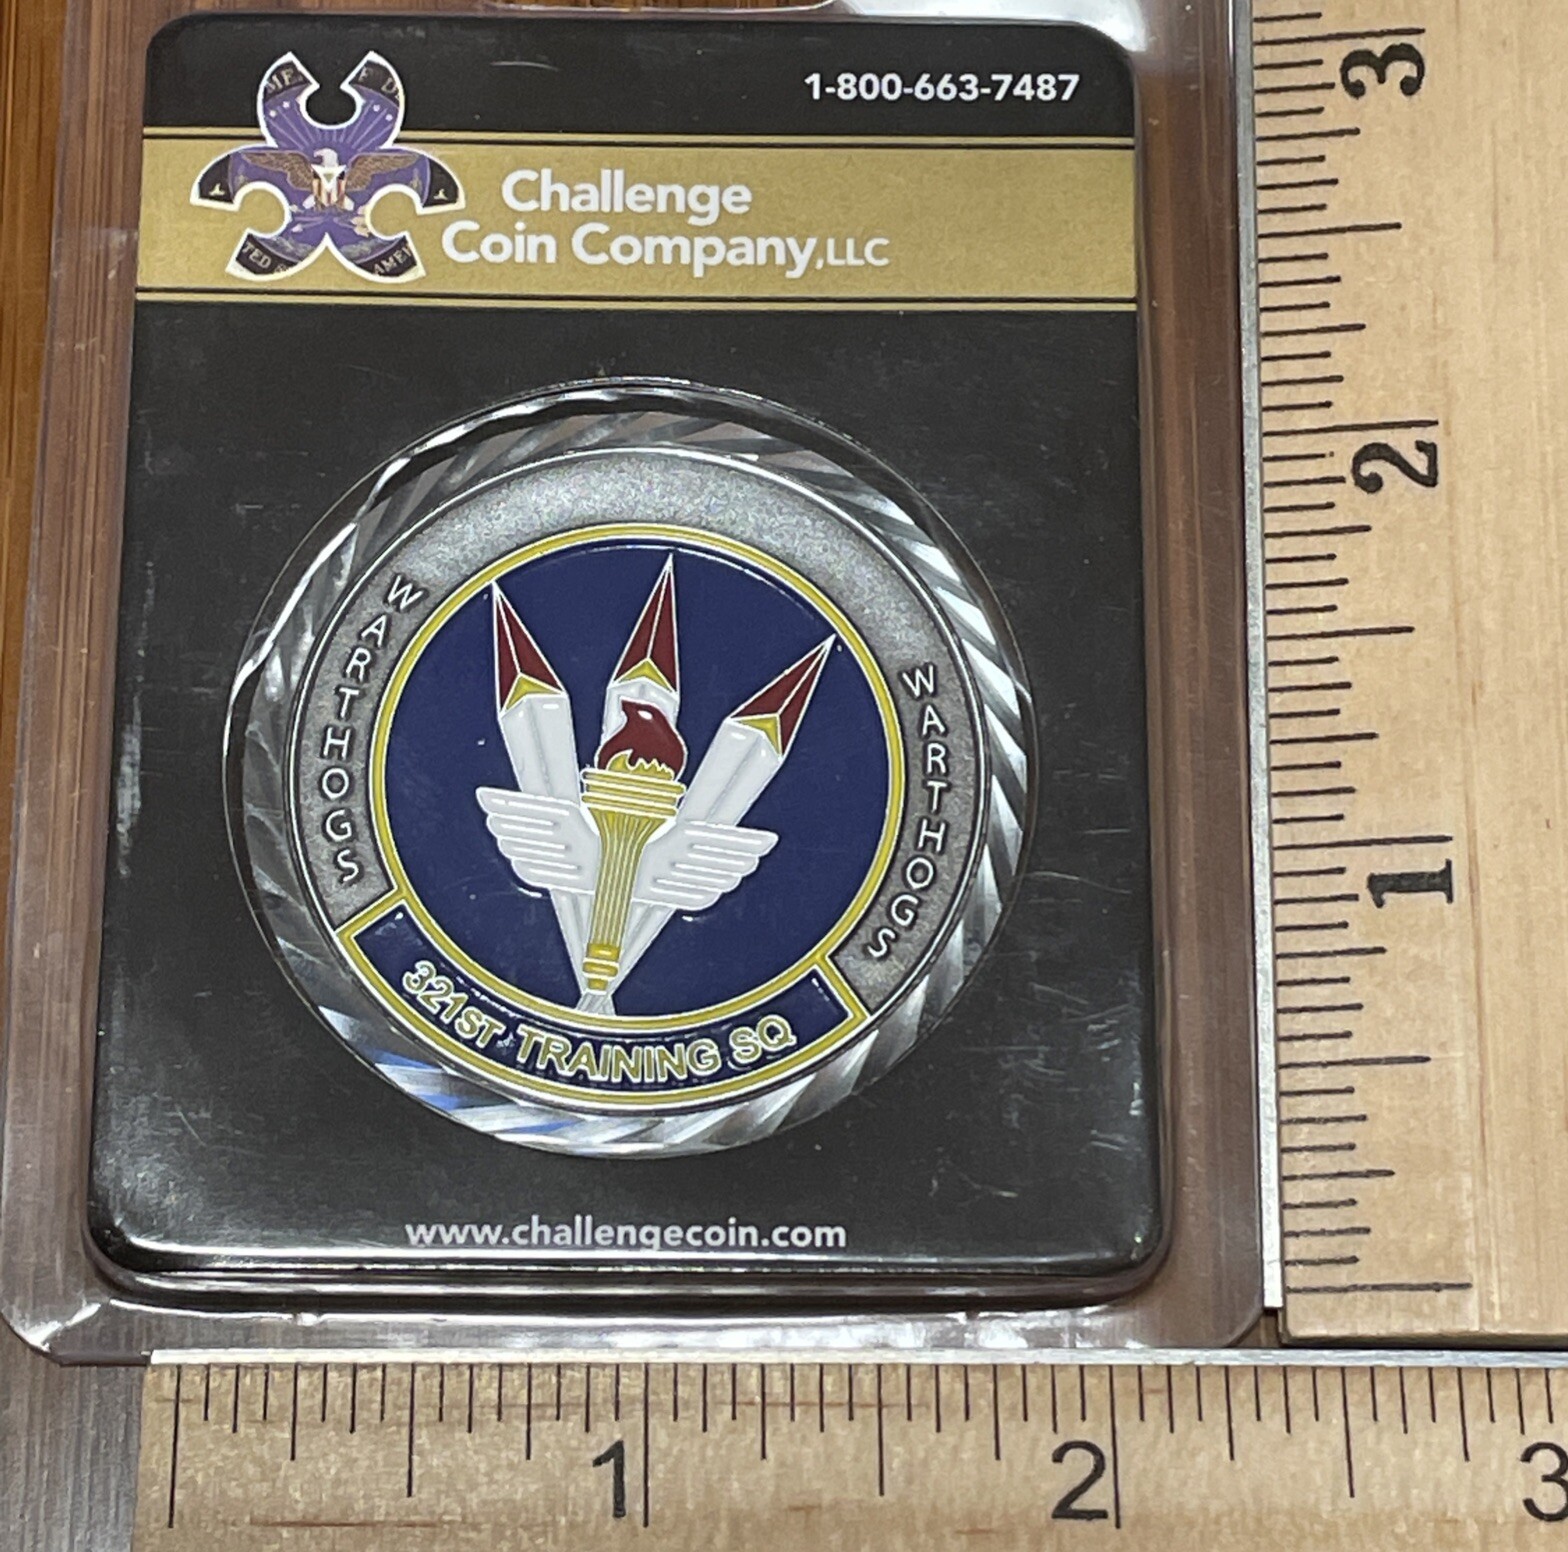 1-800-663-7487
Challenge
Coin Company, LLC
WARTHOGS
WARTHOGS
321ST TRAINING SQ
www.challengecoin.com
3
2
1
1
2
3